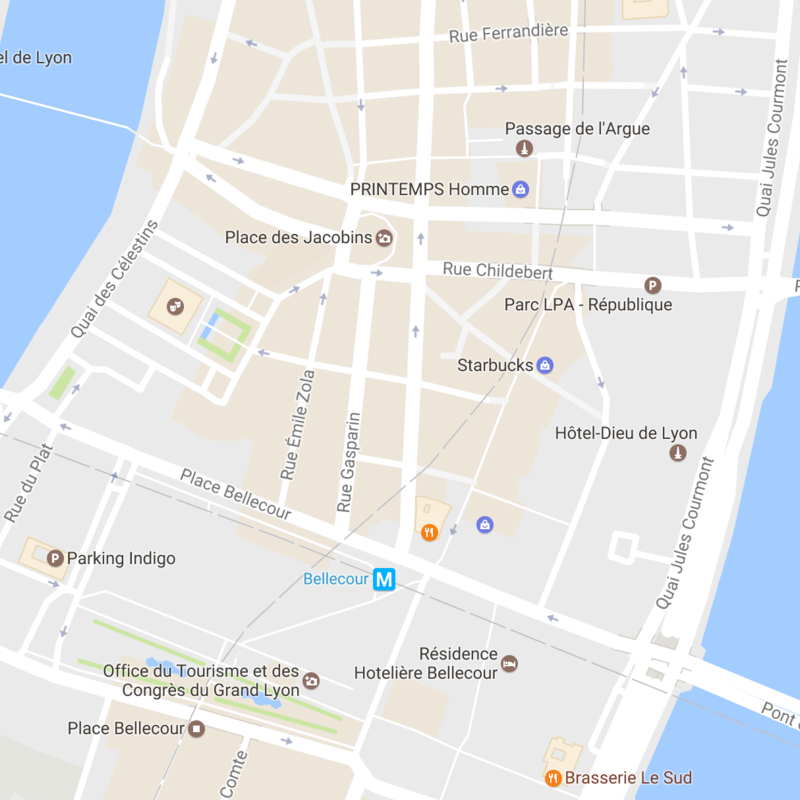 Rue Ferrandière
el de Lyon
Quai Jules Courmont
Passage de l'Argue
PRINTEMPS Homme
Place des Jacobins
Quai des Célestins
Rue Childebert
P
Parc LPA - République
Starbucks
Rue Émile Zola
Rue Gasparin
Hôtel-Dieu de Lyon
Rue du Plat
Place Bellecour
Quai Jules Courmont
P Parking Indigo
Bellecour M
Résidence
Hotelière Bellecour
Office du Tourisme et des
Congrès du Grand Lyon
Place Bellecour
Pont
Comte
Brasserie Le Sud